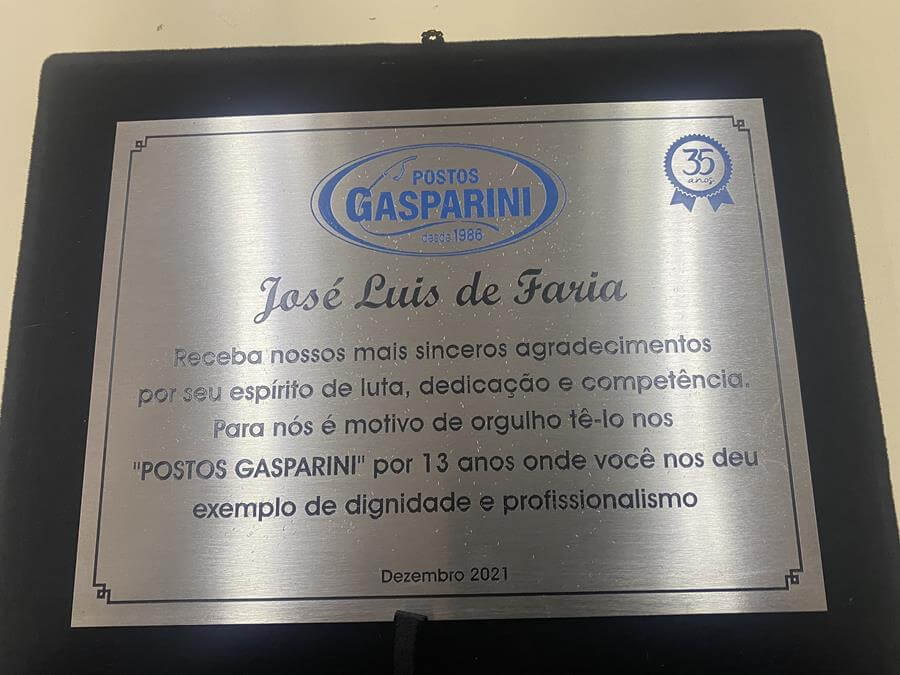 POSTOS
GASPARINI
desde 1986
35
anos
José Luis de Faria
Receba nossos mais sinceros agradecimentos
por seu espírito de luta, dedicação e competência.
Para nós é motivo de orgulho tê-lo nos
"POSTOS GASPARINI" por 13 anos onde você nos deu
exemplo de dignidade e profissionalismo
Dezembro 2021